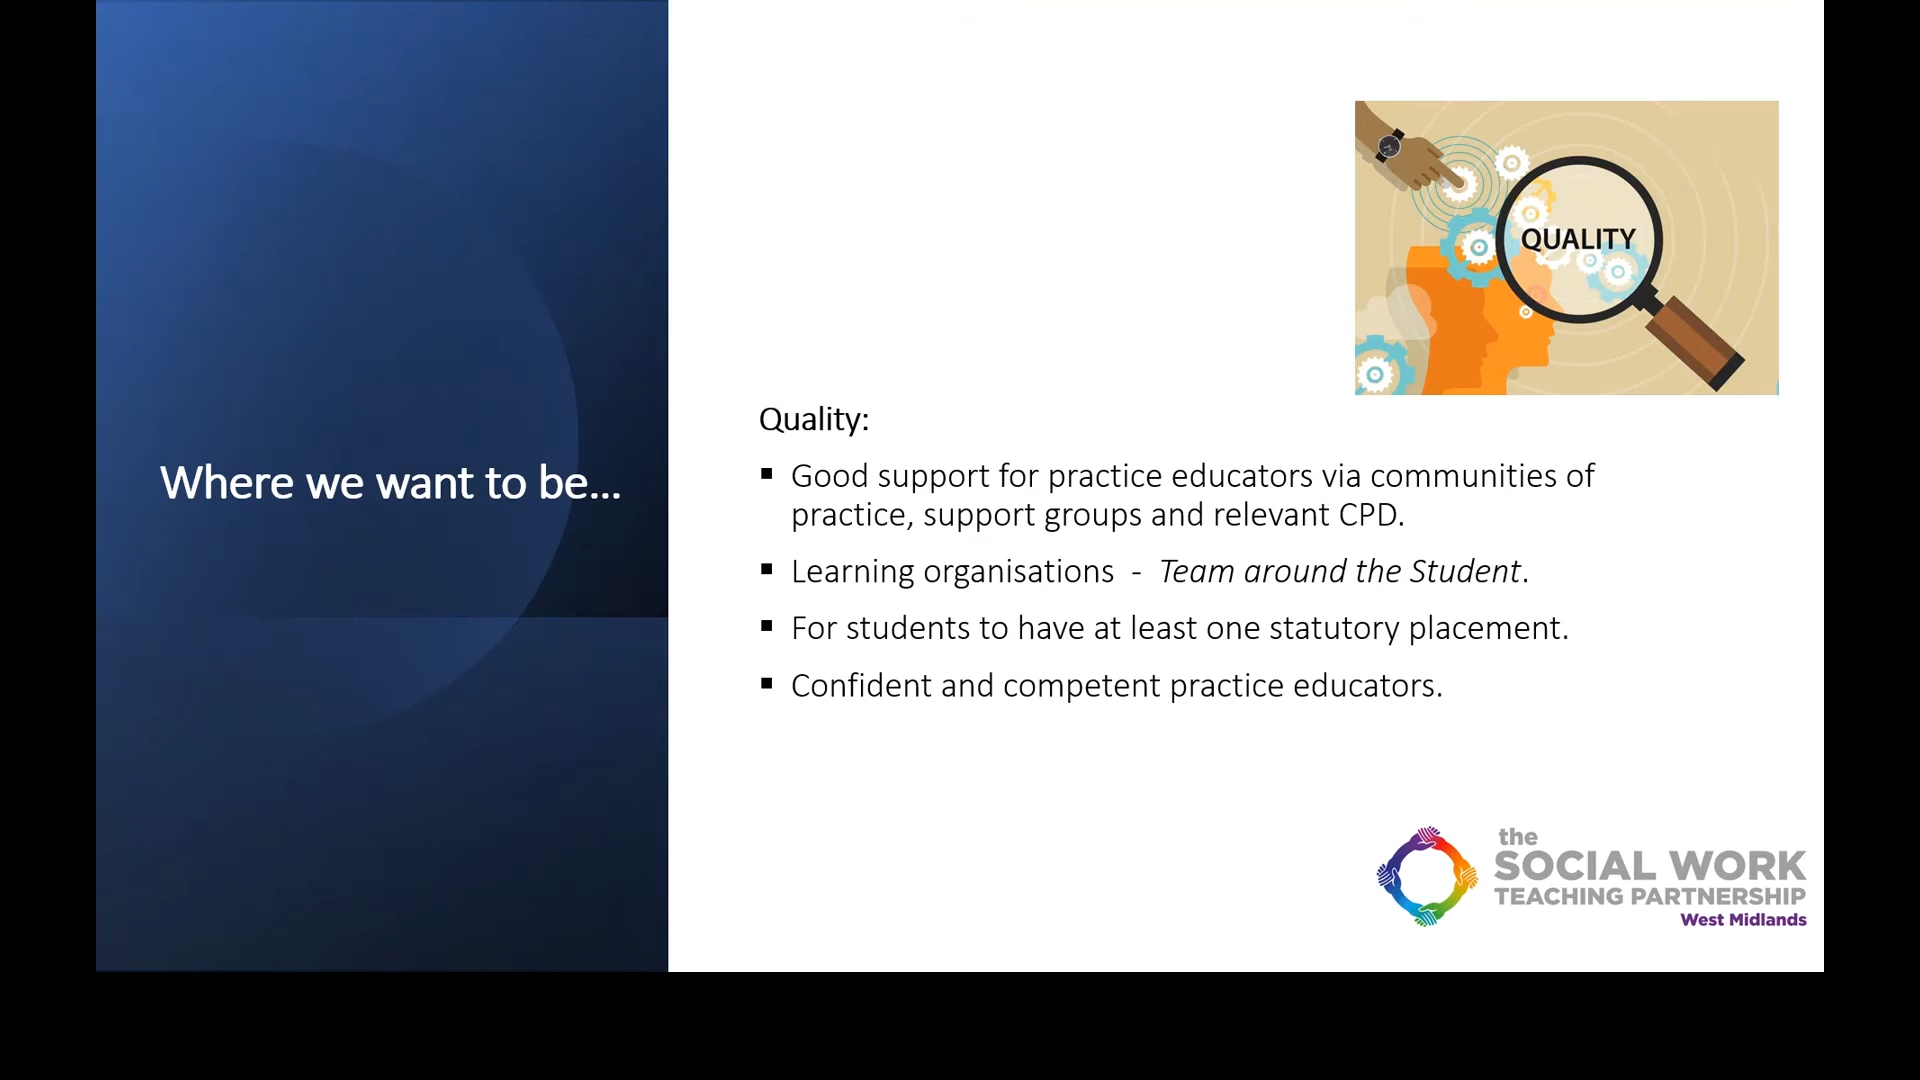 Where we want to be...
QUALITY
Quality:
▪ Good support for practice educators via communities of
practice, support groups and relevant CPD.
▪ Learning organisations - Team around the Student.
▪ For students to have at least one statutory placement.
▪ Confident and competent practice educators.
the
SOCIAL WORK
TEACHING PARTNERSHIP
West Midlands